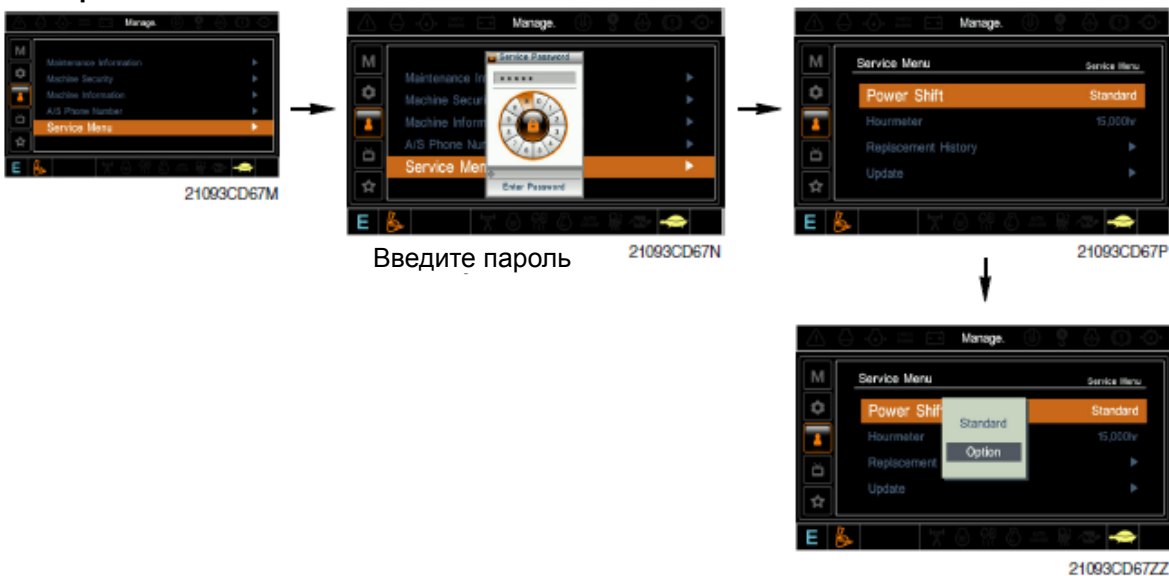 Manage.
M
Maintenance Information
Machine Security
Machine Information
A/S Phone Number
Service Menu
E
21093CD67M
Manage.
Service Password
*****
M
Maintenance In
Machine Securi
Machine Inform
A/S Phone Nur
Service Men
Enter Password
E
21093CD67N
Введите пароль
Manage.
M
Service Menu Service Menu
Power Shift Standard
Hourmeter 15,000hr
Replacement History
Update
E
21093CD67P
Manage.
M
Service Menu Service Menu
Power Shif Standard
Standard
Hourmeter 15,000hr
Option
Replacement
Update
E
21093CD67ZZ